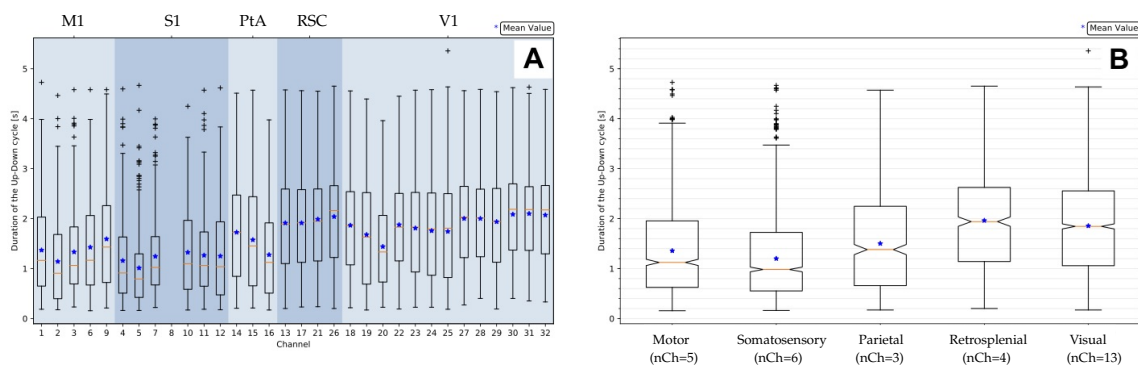 M1 S1 PtA RSC V1
* Mean Value
A
Duration of the Up-Down cycle [s]
5
4
3
2
1
0
1 2 3 6 9 4 5 7 8 10 11 12 14 15 16 13 17 21 26 18 19 20 22 23 24 25 27 28 29 30 31 32
Channel
* Mean Value
B
Duration of the Up-Down cycle [s]
5
4
3
2
1
0
Motor Somatosensory Parietal Retrosplenial Visual
(nCh=5) (nCh=6) (nCh=3) (nCh=4) (nCh=13)